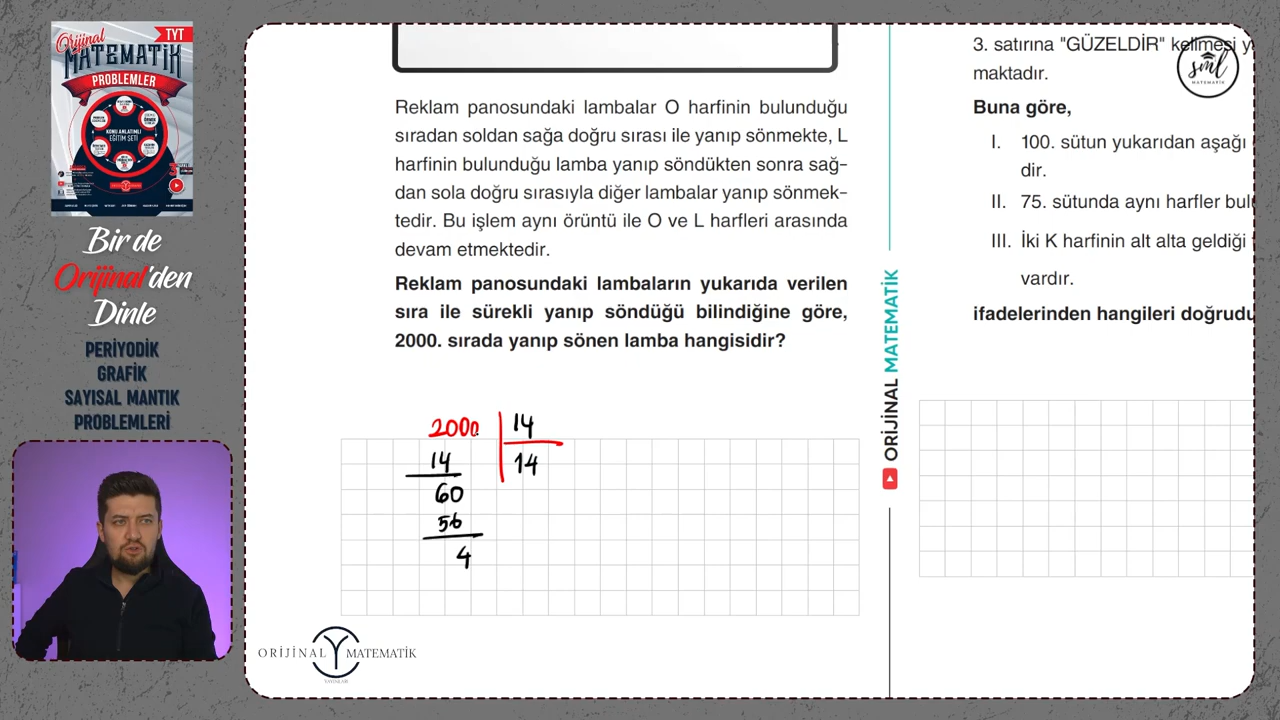 TYT
Orijinal
MATEMATİK
PROBLEMLER
KONU ANLATIMLI
EĞİTİM SETİ
Bir de
Orijinal'den
Dinle
PERİYODİK
GRAFİK
SAYISAL MANTIK
PROBLEMLERİ
Reklam panosundaki lambalar O harfinin bulunduğu
sıradan soldan sağa doğru sırası ile yanıp sönmekte, L
harfinin bulunduğu lamba yanıp söndükten sonra sağ-
dan sola doğru sırasıyla diğer lambalar yanıp sönmek-
tedir. Bu işlem aynı örüntü ile O ve L harfleri arasında
devam etmektedir.
Reklam panosundaki lambaların yukarıda verilen
sıra ile sürekli yanıp söndüğü bilindiğine göre,
2000. sırada yanıp sönen lamba hangisidir?
2000 14
14 14
60
56
4
ORİJİNAL MATEMATİK
YAYINLARI
ORİJİNAL MATEMATİK
3. satırına "GÜZELDİR" kelimesi
maktadır.
Buna göre,
I. 100. sütun yukarıdan aşağı
dir.
II. 75. sütunda aynı harfler bul
III. İki K harfinin alt alta geldiği
vardır.
ifadelerinden hangileri doğrudu
sml
MATEMATİK